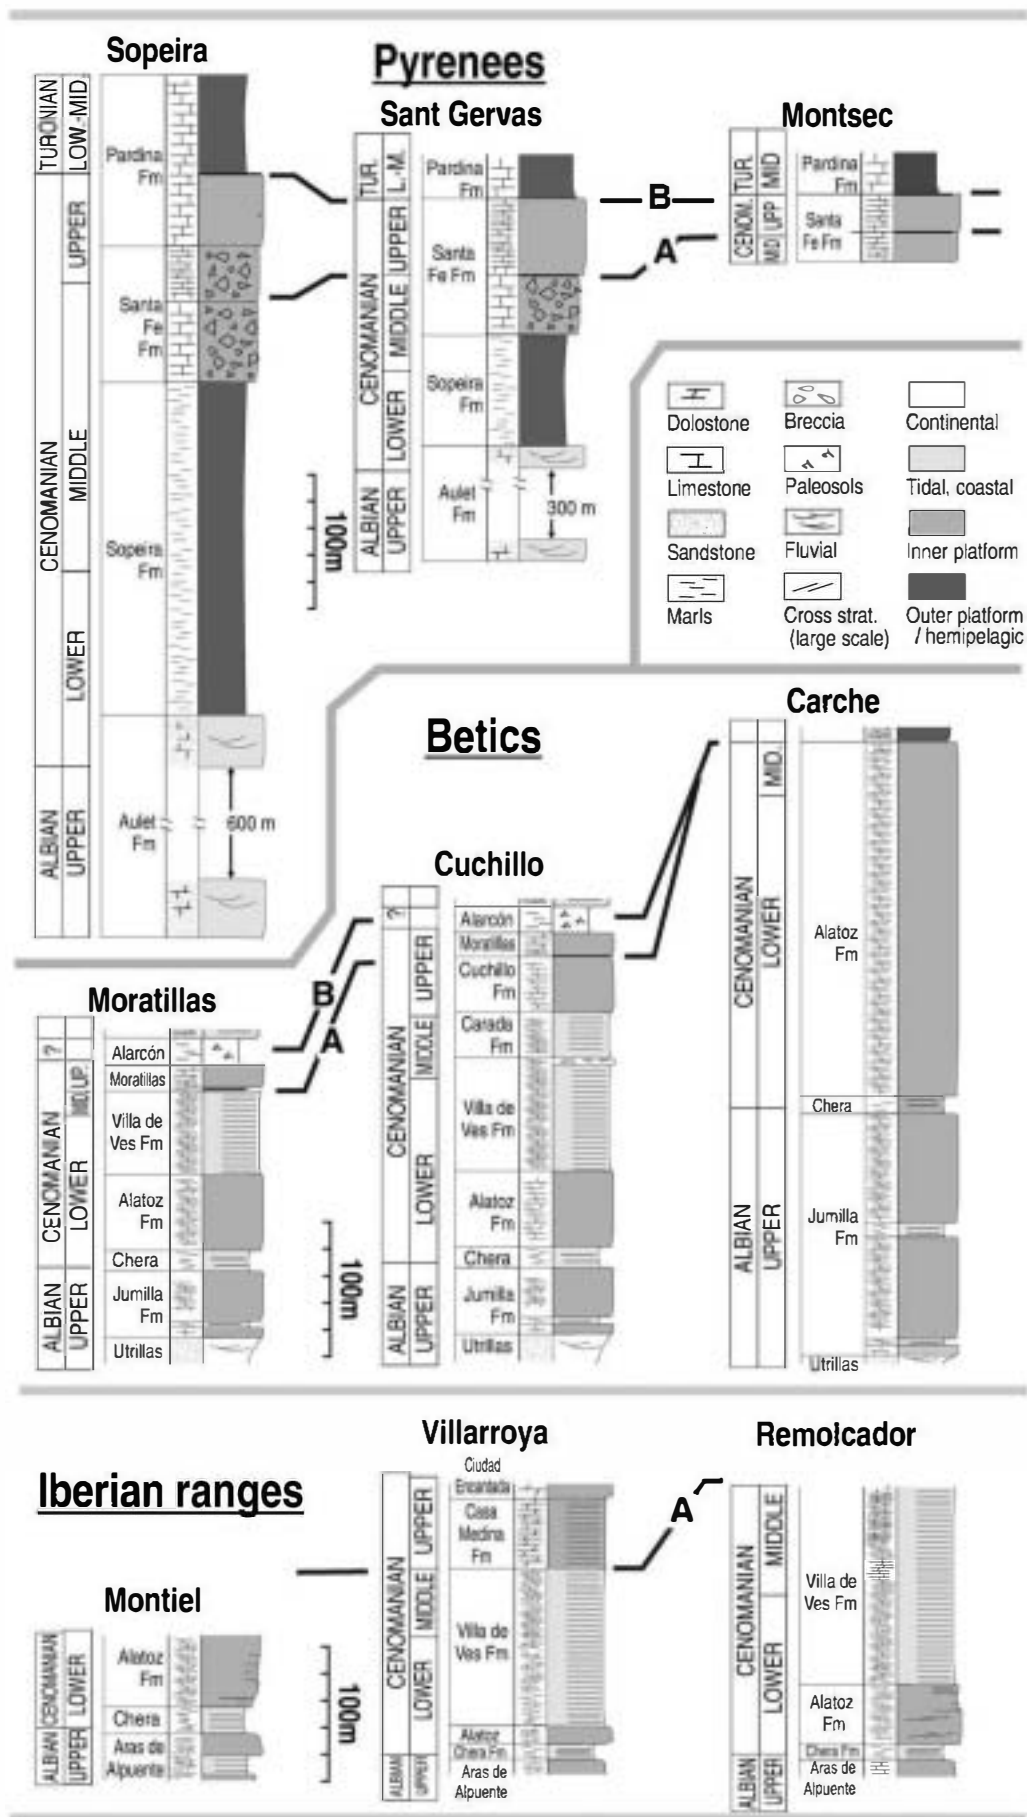 Pyrenees
Sopeira
TURONIAN
LOW.-MID.
UPPER
CENOMANIAN
MIDDLE
LOWER
ALBIAN
UPPER
Pardina
Fm
Santa
Fe
Fm
Sopeira
Fm
Aulet
Fm
600 m
Sant Gervas
TUR.
L.-M.
CENOMANIAN
UPPER
MIDDLE
LOWER
ALBIAN
UPPER
Pardina
Fm
Santa
Fe Fm
Sopeira
Fm
Aulet
Fm
300 m
100m
B
A
Montsec
TUR.
MID
CENOM.
UPP
MID
Pardina
Fm
Santa
Fe Fm
Dolostone
Breccia
Continental
Limestone
Paleosols
Tidal, coastal
Sandstone
Fluvial
Inner platform
Marls
Cross strat.
(large scale)
Outer platform
/ hemipelagic
Betics
Moratillas
?
CENOMANIAN
MID,UP.
LOWER
ALBIAN
UPPER
Alarcón
Moratillas
Villa de
Ves Fm
Alatoz
Fm
Chera
Jumilla
Fm
Utrillas
B
A
100m
Cuchillo
?
CENOMANIAN
UPPER
MIDDLE
LOWER
ALBIAN
UPPER
Alarcón
Moratillas
Cuchillo
Fm
Carada
Fm
Villa de
Ves Fm
Alatoz
Fm
Chera
Jumilla
Fm
Utrillas
Carche
CENOMANIAN
MID.
LOWER
ALBIAN
UPPER
Alatoz
Fm
Chera
Jumilla
Fm
Utrillas
Iberian ranges
Montiel
CENOMANIAN
LOWER
ALBIAN
UPPER
Alatoz
Fm
Chera
Aras de
Alpuente
100m
Villarroya
CENOMANIAN
UPPER
MIDDLE
LOWER
ALBIAN
UPPER
Ciudad
Encantada
Casa
Medina
Fm
Villa de
Ves Fm
Alatoz
Chera Fm
Aras de
Alpuente
A
Remolcador
CENOMANIAN
MIDDLE
LOWER
ALBIAN
UPPER
Villa de
Ves Fm
Alatoz
Fm
Chera Fm
Aras de
Alpuente